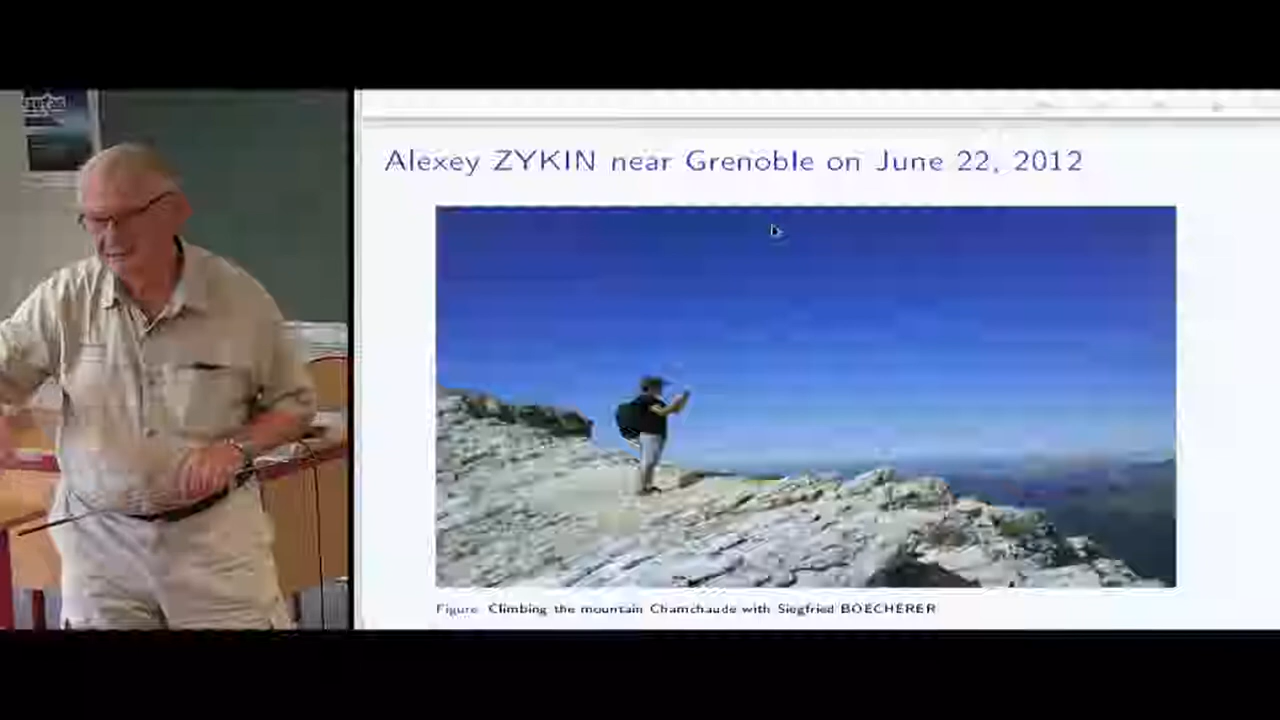 Alexey ZYKIN near Grenoble on June 22, 2012
Figure: Climbing the mountain Chamchaude with Siegfried BOECHERER